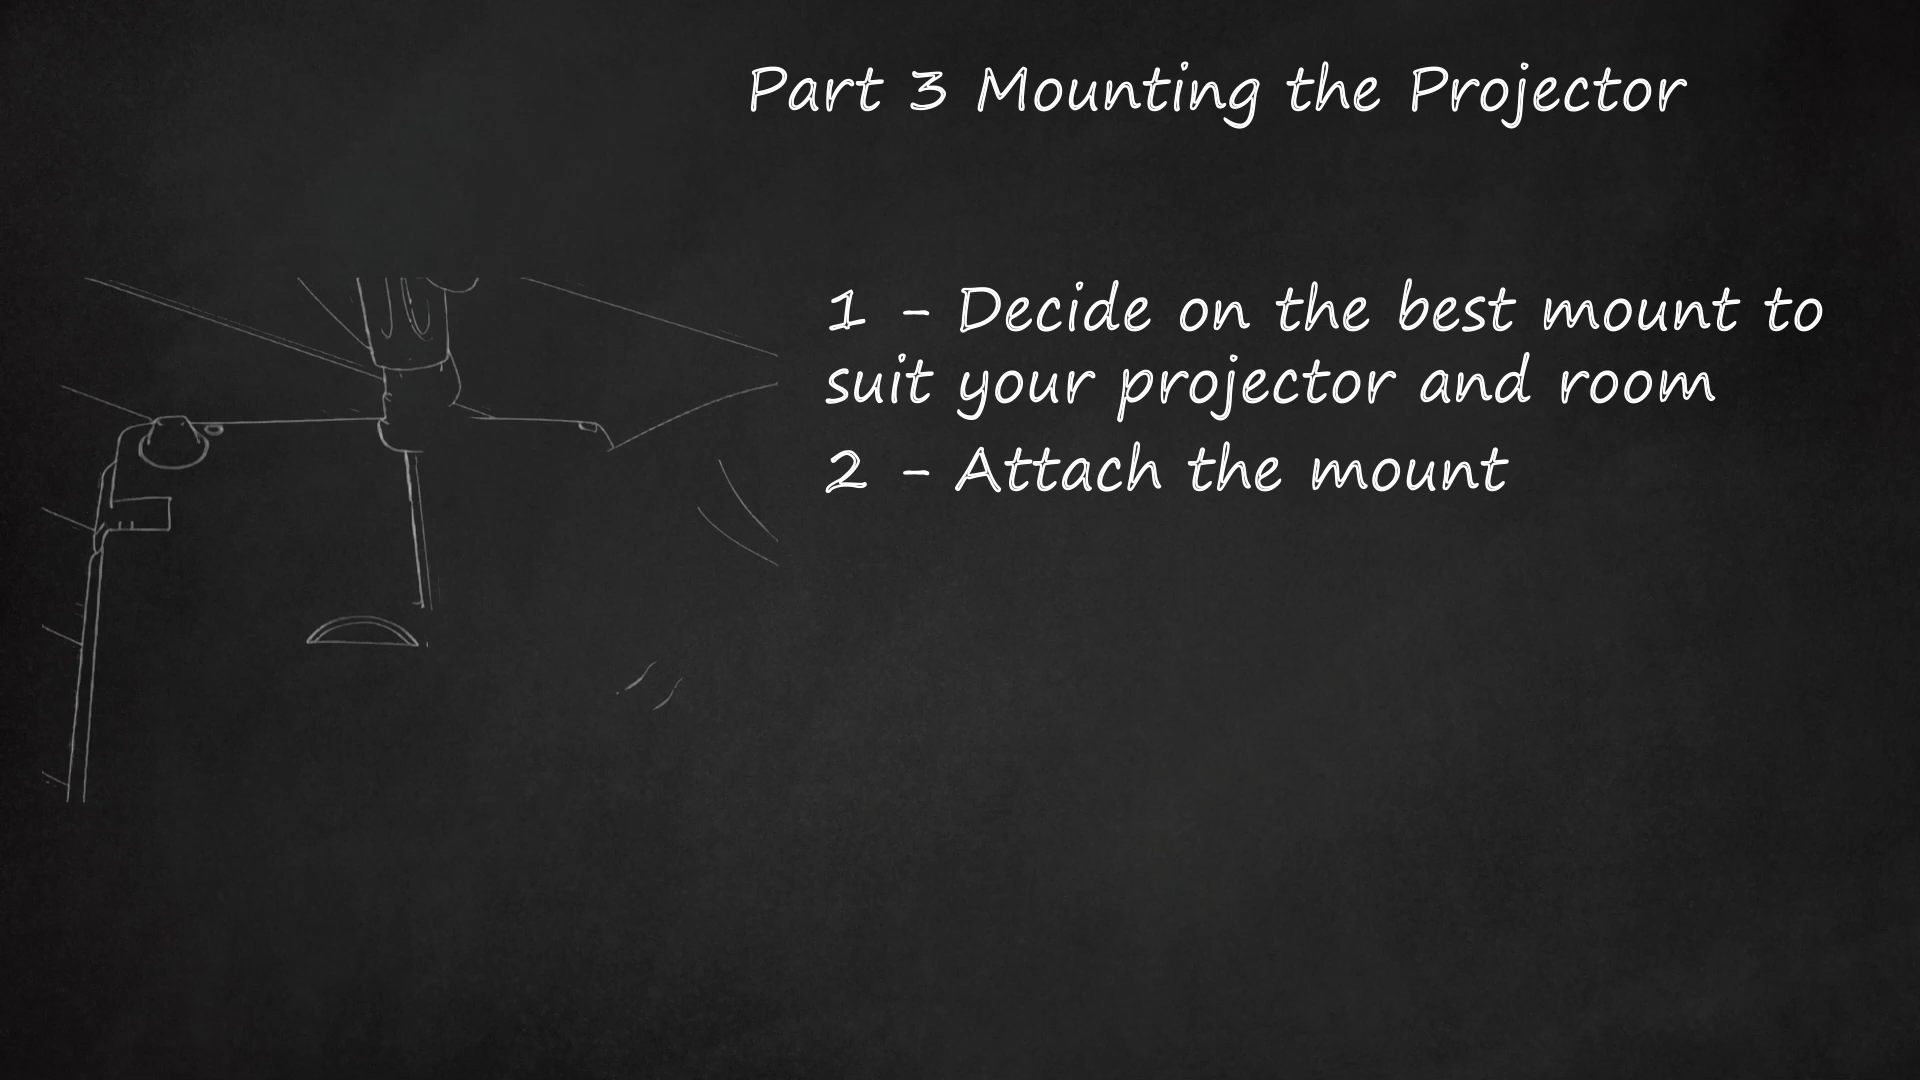 Part 3 Mounting the Projector
1 - Decide on the best mount to
suit your projector and room
2 - Attach the mount